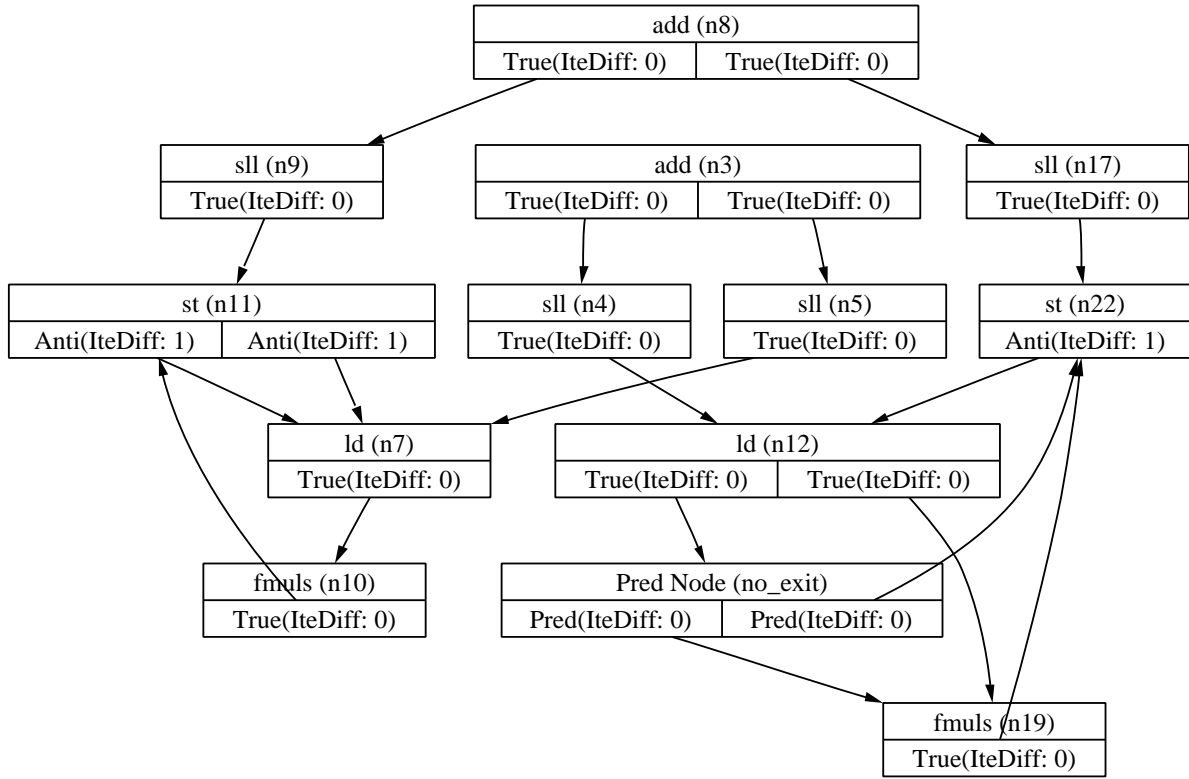 add (n8)
True(IteDiff: 0) True(IteDiff: 0)
sll (n9) add (n3) sll (n17)
True(IteDiff: 0) True(IteDiff: 0) True(IteDiff: 0) True(IteDiff: 0)
st (n11) sll (n4) sll (n5) st (n22)
Anti(IteDiff: 1) Anti(IteDiff: 1) True(IteDiff: 0) True(IteDiff: 0) Anti(IteDiff: 1)
ld (n7) ld (n12)
True(IteDiff: 0) True(IteDiff: 0) True(IteDiff: 0)
fmuls (n10) Pred Node (no_exit)
True(IteDiff: 0) Pred(IteDiff: 0) Pred(IteDiff: 0)
fmuls (n19)
True(IteDiff: 0)